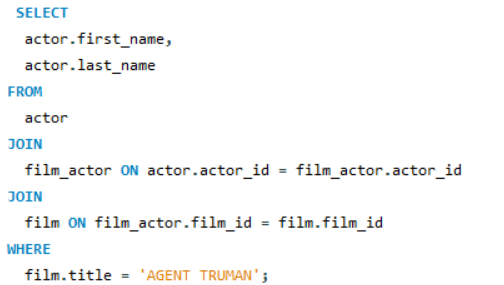 SELECT
actor.first_name,
actor.last_name
FROM
actor
JOIN
film_actor ON actor.actor_id = film_actor.actor_id
JOIN
film ON film_actor.film_id = film.film_id
WHERE
film.title = 'AGENT TRUMAN';